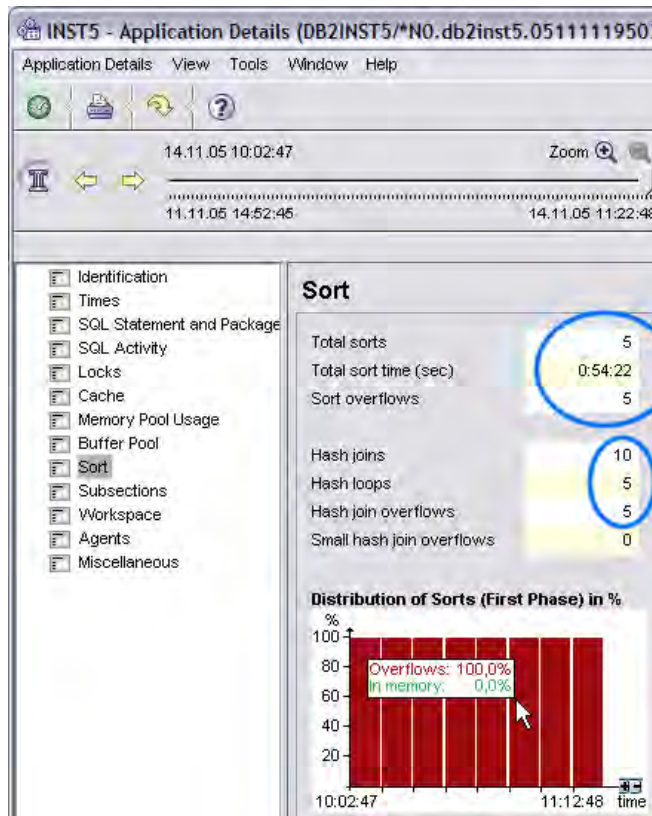 INST5 - Application Details (DB2INST5/*N0.db2inst5.0511111950
Application Details View Tools Window Help
14.11.05 10:02:47
Zoom
11.11.05 14:52:45
14.11.05 11:22:48
Identification
Times
SQL Statement and Package
SQL Activity
Locks
Cache
Memory Pool Usage
Buffer Pool
Sort
Subsections
Workspace
Agents
Miscellaneous
Sort
Total sorts 5
Total sort time (sec) 0:54:22
Sort overflows 5
Hash joins 10
Hash loops 5
Hash join overflows 5
Small hash join overflows 0
Distribution of Sorts (First Phase) in %
%
100
80
60
40
20
Overflows: 100,0%
In memory: 0,0%
10:02:47
11:12:48
time